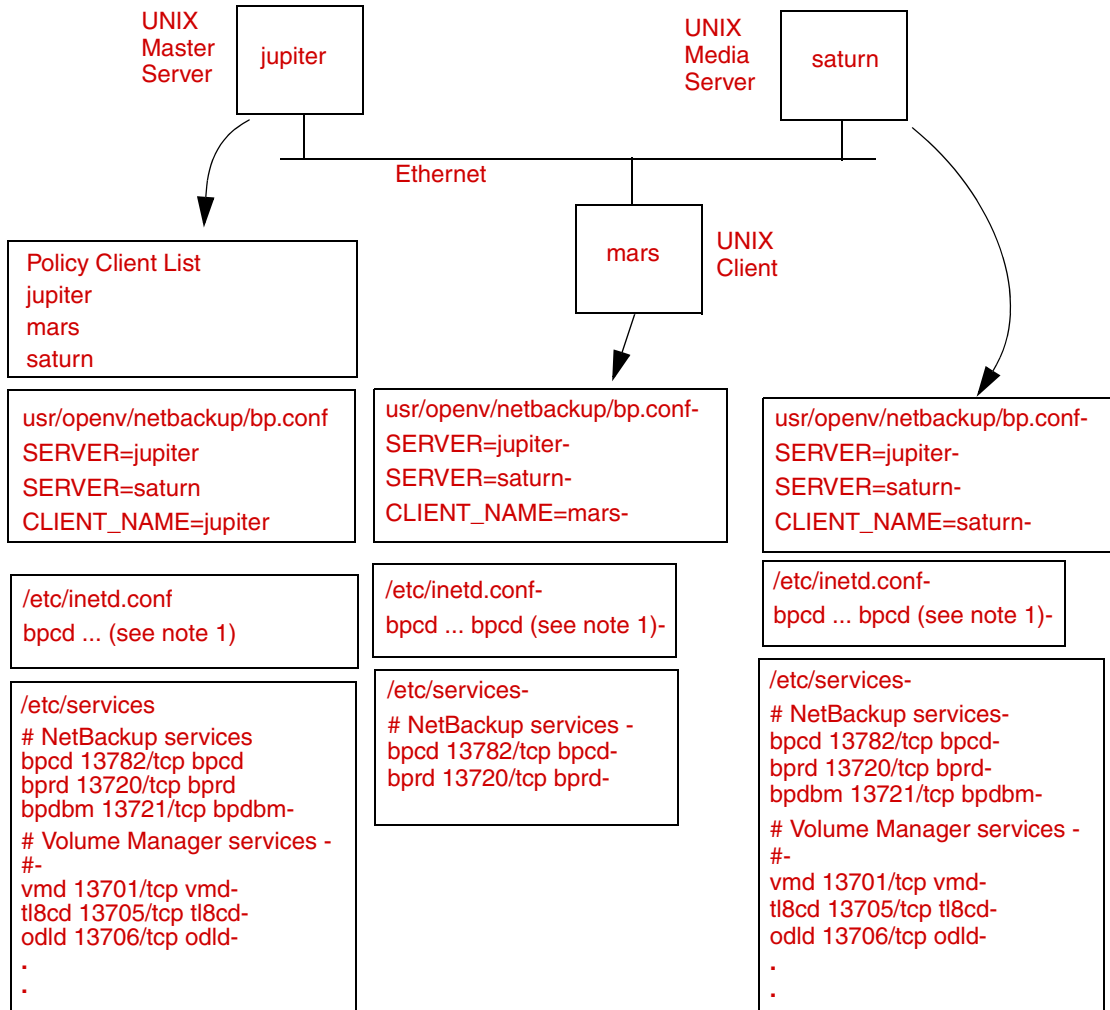 UNIX
Master
Server
jupiter
UNIX
Media
Server
saturn
Ethernet
mars
UNIX
Client
Policy Client List
jupiter
mars
saturn
usr/openv/netbackup/bp.conf
SERVER=jupiter
SERVER=saturn
CLIENT_NAME=jupiter
/etc/inetd.conf
bpcd ... (see note 1)
/etc/services
# NetBackup services
bpcd 13782/tcp bpcd
bprd 13720/tcp bprd
bpdbm 13721/tcp bpdbm-
# Volume Manager services -
#-
vmd 13701/tcp vmd-
tl8cd 13705/tcp tl8cd-
odld 13706/tcp odld-
.
.
usr/openv/netbackup/bp.conf-
SERVER=jupiter-
SERVER=saturn-
CLIENT_NAME=mars-
/etc/inetd.conf-
bpcd ... bpcd (see note 1)-
/etc/services-
# NetBackup services -
bpcd 13782/tcp bpcd-
bprd 13720/tcp bprd-
usr/openv/netbackup/bp.conf-
SERVER=jupiter-
SERVER=saturn-
CLIENT_NAME=saturn-
/etc/inetd.conf-
bpcd ... bpcd (see note 1)-
/etc/services-
# NetBackup services-
bpcd 13782/tcp bpcd-
bprd 13720/tcp bprd-
bpdbm 13721/tcp bpdbm-
# Volume Manager services -
#-
vmd 13701/tcp vmd-
tl8cd 13705/tcp tl8cd-
odld 13706/tcp odld-
.
.